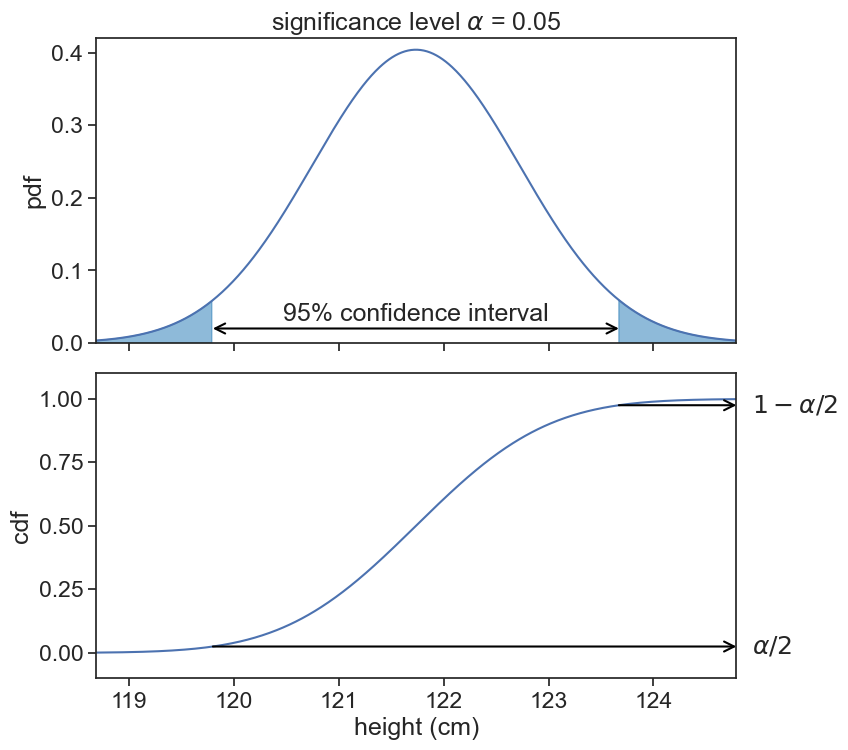 significance level α = 0.05
0.4
0.3
0.2
0.1
0.0
pdf
95% confidence interval
1.00
0.75
0.50
0.25
0.00
cdf
1 − α/2
α/2
119 120 121 122 123 124
height (cm)